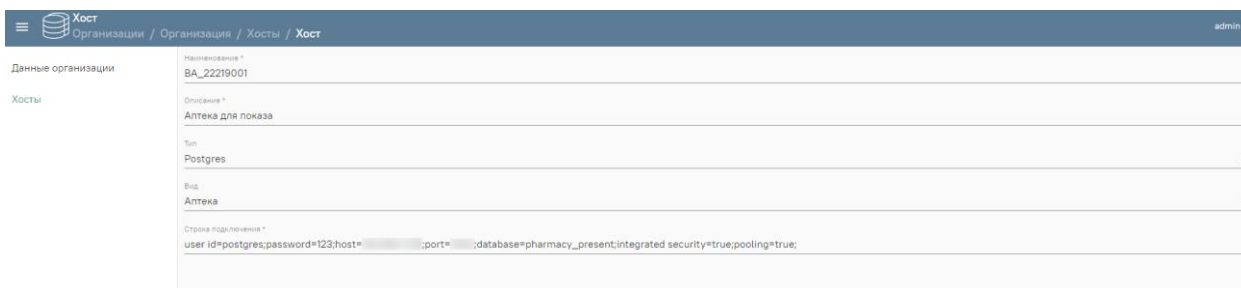 Хост
Организации / Организация / Хосты / Хост
admin
Данные организации
Хосты
Наименование *
BA_22219001
Описание *
Аптека для показа
Тип
Postgres
Вид
Аптека
Строка подключения *
user id=postgres;password=123;host= ;port= ;database=pharmacy_present;integrated security=true;pooling=true;